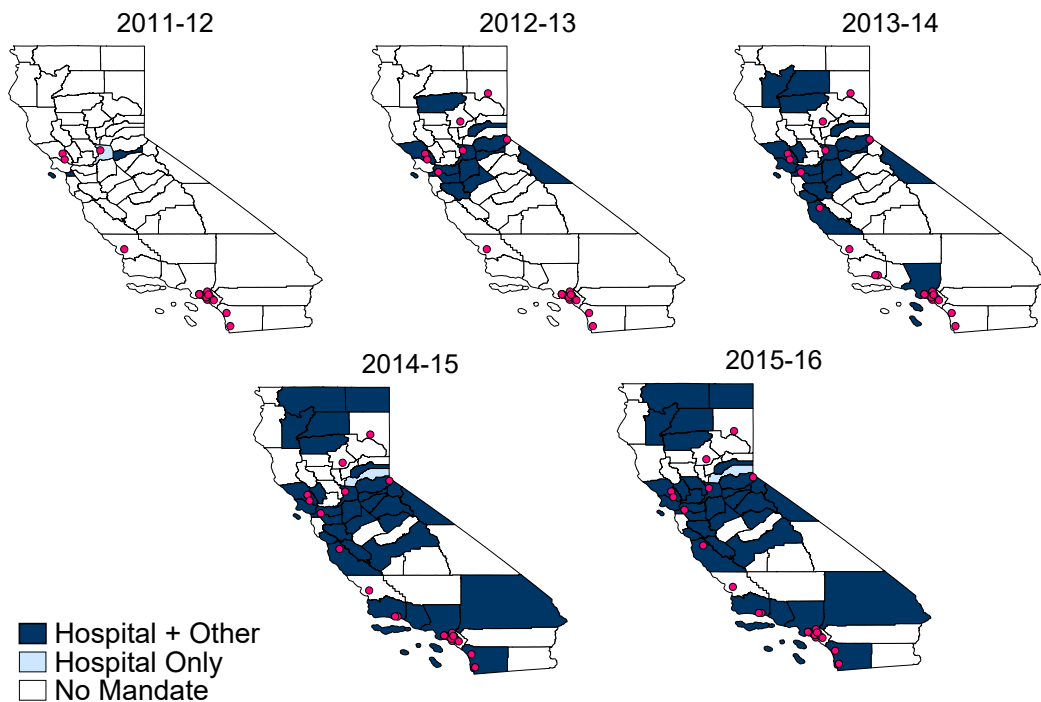 2011-12
2012-13
2013-14
2014-15
2015-16
Hospital + Other
Hospital Only
No Mandate